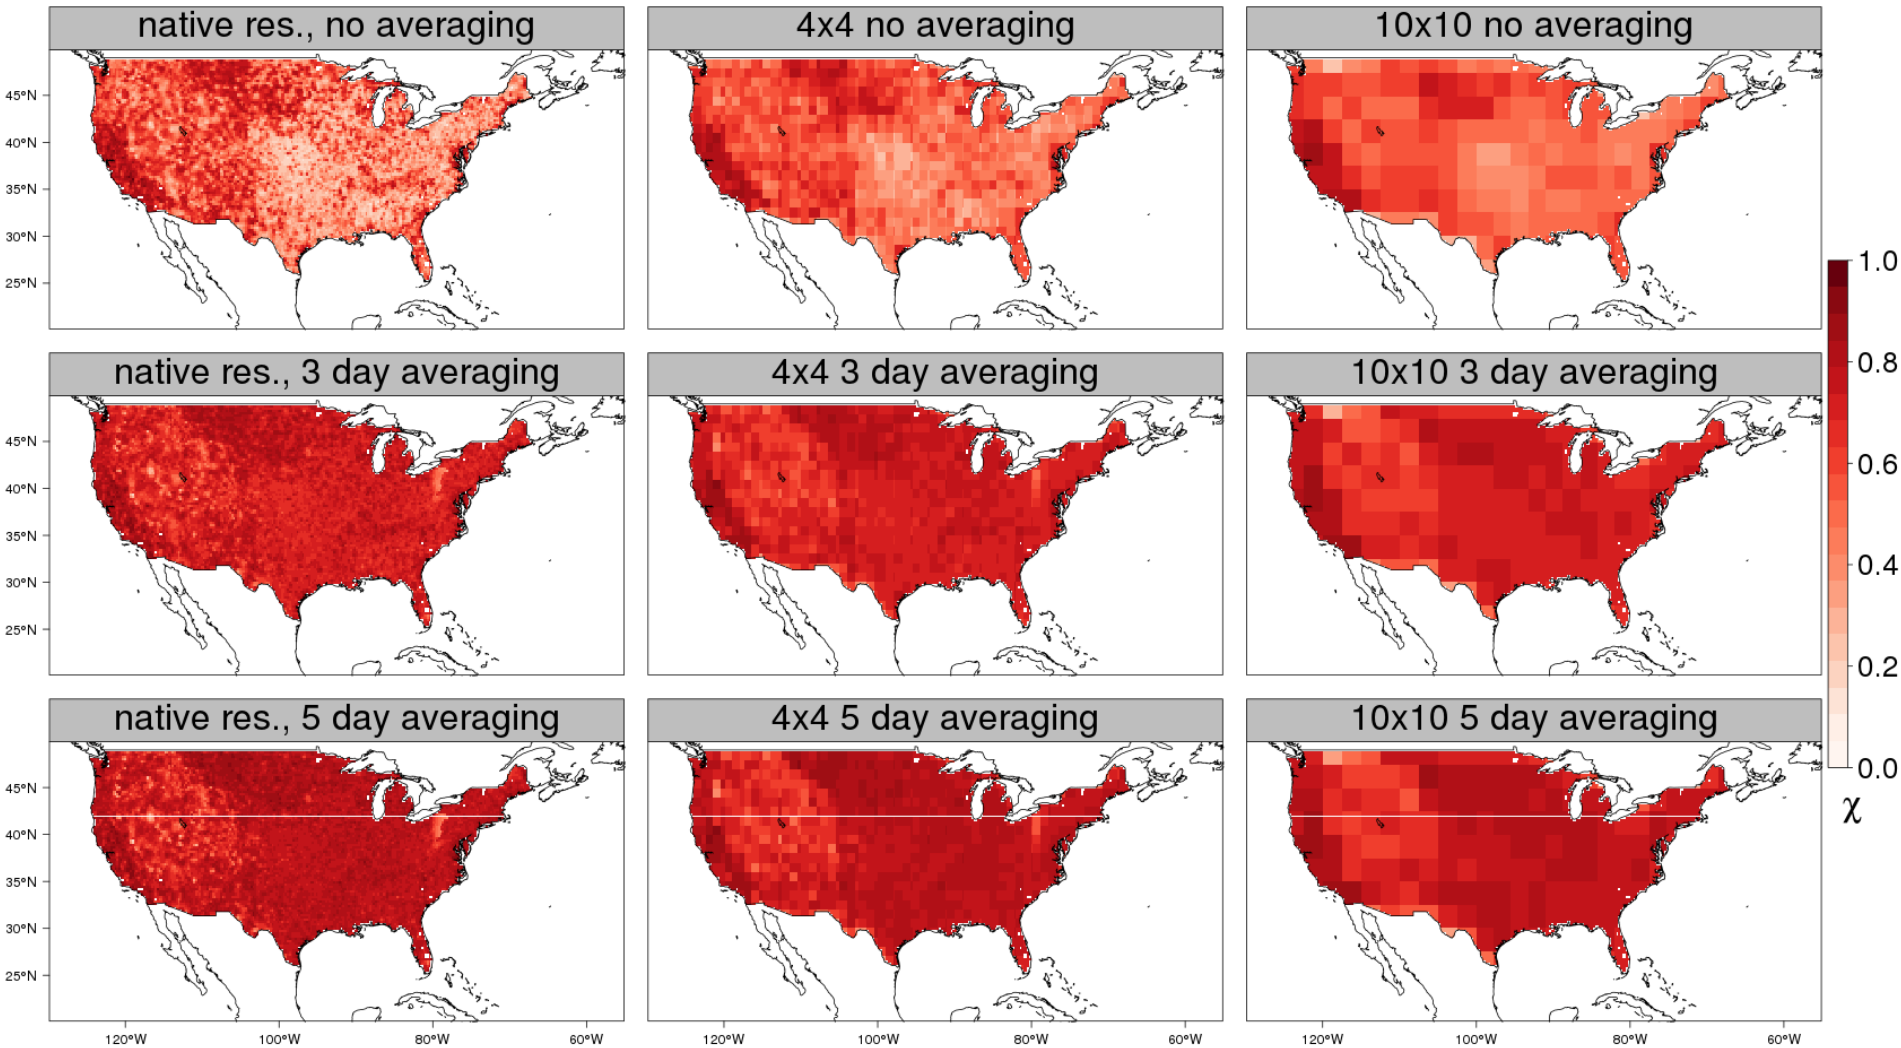 native res., no averaging
4x4 no averaging
10x10 no averaging
45°N
40°N
35°N
30°N
25°N
native res., 3 day averaging
4x4 3 day averaging
10x10 3 day averaging
45°N
40°N
35°N
30°N
25°N
native res., 5 day averaging
4x4 5 day averaging
10x10 5 day averaging
45°N
40°N
35°N
30°N
25°N
120°W 100°W 80°W 60°W
120°W 100°W 80°W 60°W
120°W 100°W 80°W 60°W
1.0
0.8
0.6
0.4
0.2
0.0
χ